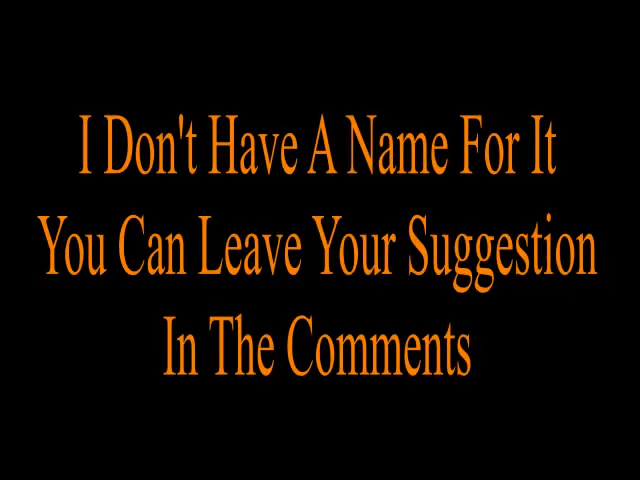 I Don't Have A Name For It
You Can Leave Your Suggestion
In The Comments